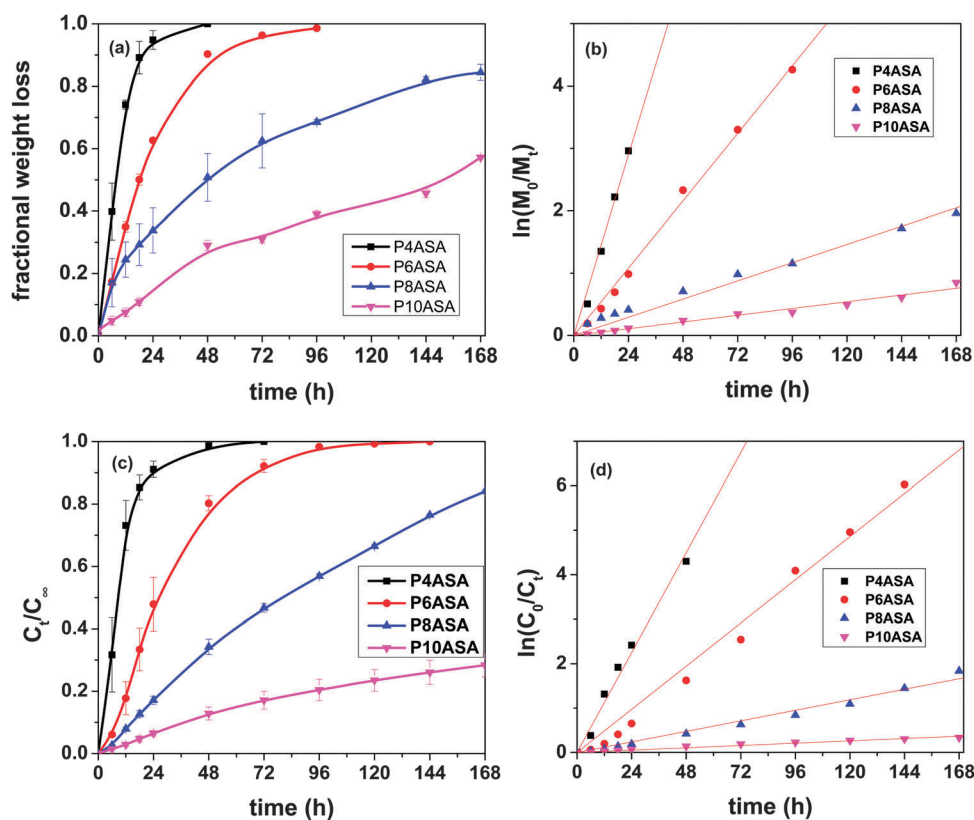 (a)
fractional weight loss
1.0
0.8
0.6
0.4
0.2
0.0
P4ASA
P6ASA
P8ASA
P10ASA
0 24 48 72 96 120 144 168
time (h)
(b)
ln(M₀/Mₜ)
4
2
0
P4ASA
P6ASA
P8ASA
P10ASA
0 24 48 72 96 120 144 168
time (h)
(c)
Cₜ/C∞
1.0
0.8
0.6
0.4
0.2
0.0
P4ASA
P6ASA
P8ASA
P10ASA
0 24 48 72 96 120 144 168
time (h)
(d)
ln(C₀/Cₜ)
6
4
2
0
P4ASA
P6ASA
P8ASA
P10ASA
0 24 48 72 96 120 144 168
time (h)